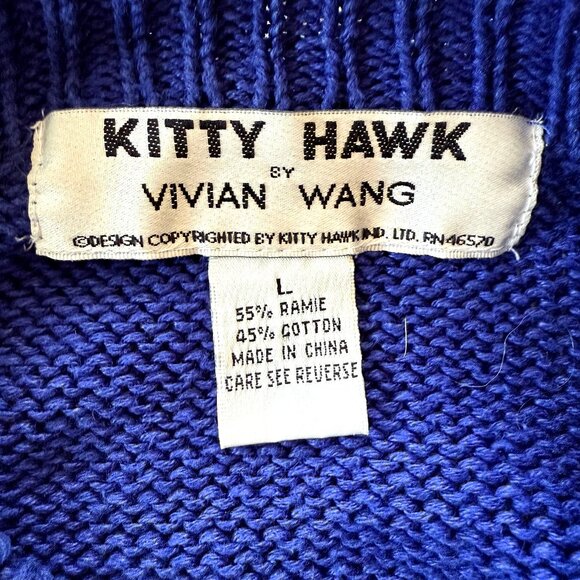 KITTY HAWK
BY
VIVIAN WANG
©DESIGN COPYRIGHTED BY KITTY HAWK IND. LTD. RN46570
L
55% RAMIE
45% COTTON
MADE IN CHINA
CARE SEE REVERSE